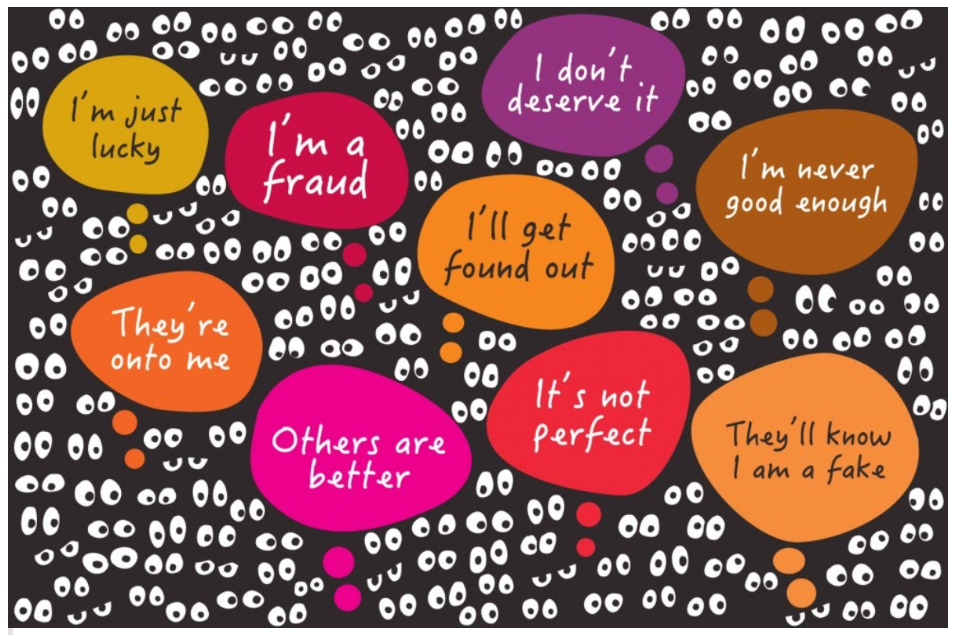 I'm just
lucky
I'm a
fraud
I don't
deserve it
I'm never
good enough
I'll get
found out
They're
onto me
Others are
better
It's not
perfect
They'll know
I am a fake